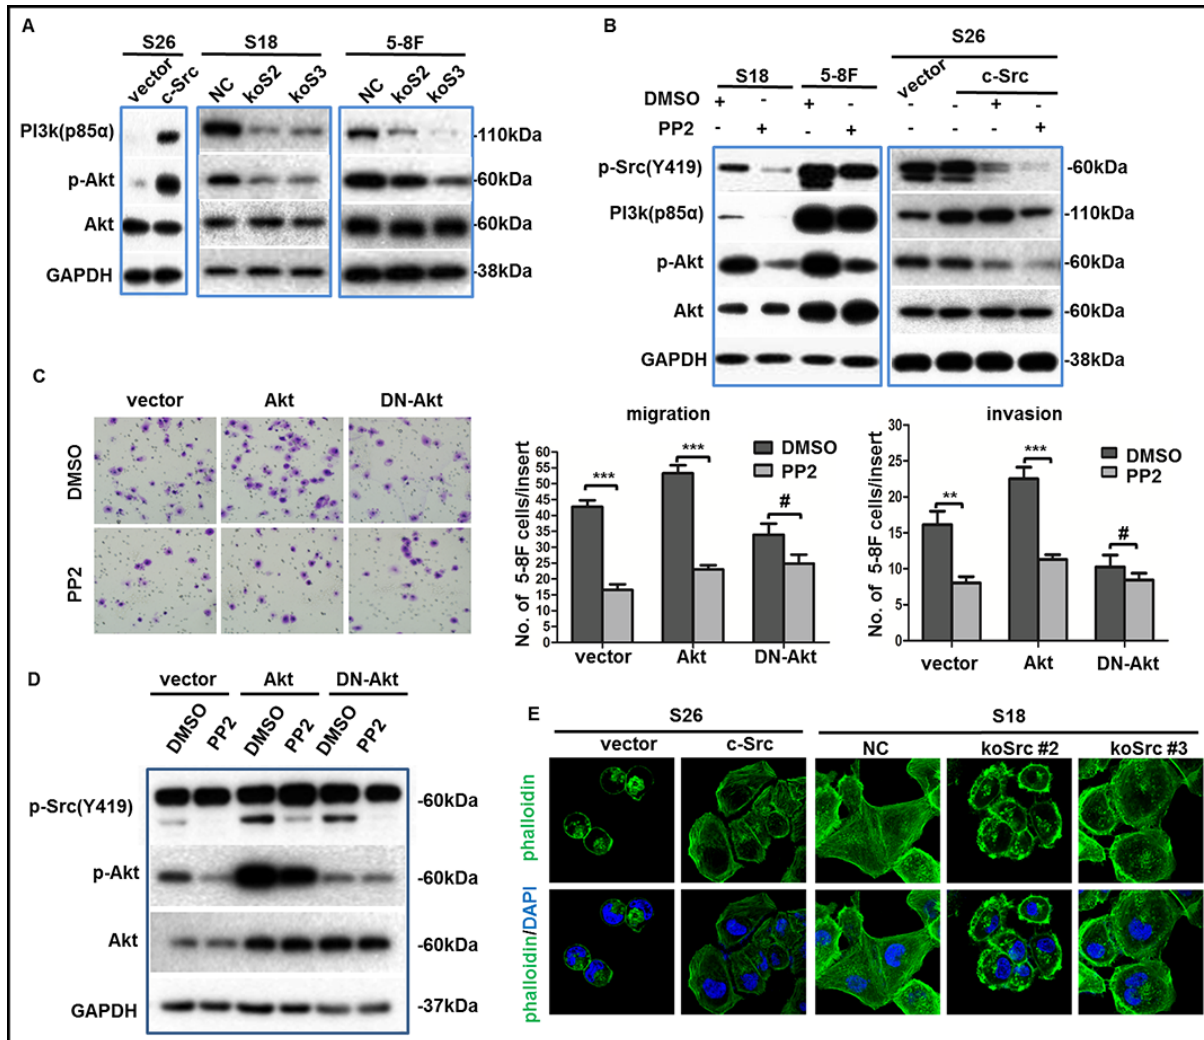 A
S26 S18 5-8F
vector c-Src NC koS2 koS3 NC koS2 koS3
PI3k(p85α) -110kDa
p-Akt -60kDa
Akt -60kDa
GAPDH -38kDa
B
S26
S18 5-8F vector c-Src
DMSO + - + - - - + -
PP2 - + - + - - - +
p-Src(Y419) -60kDa
PI3k(p85α) -110kDa
p-Akt -60kDa
Akt -60kDa
GAPDH -38kDa
C
vector Akt DN-Akt
DMSO
PP2
migration
No. of 5-8F cells/insert
60
55
50
45
40
35
30
25
20
15
10
5
0
DMSO
PP2
*** *** #
vector Akt DN-Akt
invasion
No. of 5-8F cells/insert
30
25
20
15
10
5
0
DMSO
PP2
** *** #
vector Akt DN-Akt
D
vector Akt DN-Akt
DMSO PP2 DMSO PP2 DMSO PP2
p-Src(Y419) -60kDa
p-Akt -60kDa
Akt -60kDa
GAPDH -37kDa
E
S26 S18
vector c-Src NC koSrc #2 koSrc #3
phalloidin
phalloidin/DAPI